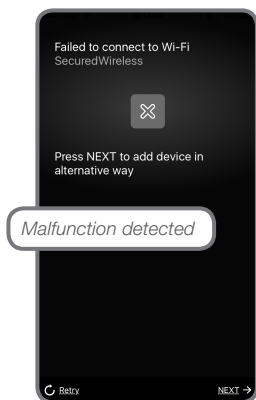 Failed to connect to Wi-Fi
SecuredWireless
Press NEXT to add device in
alternative way
Malfunction detected
Retry
NEXT →